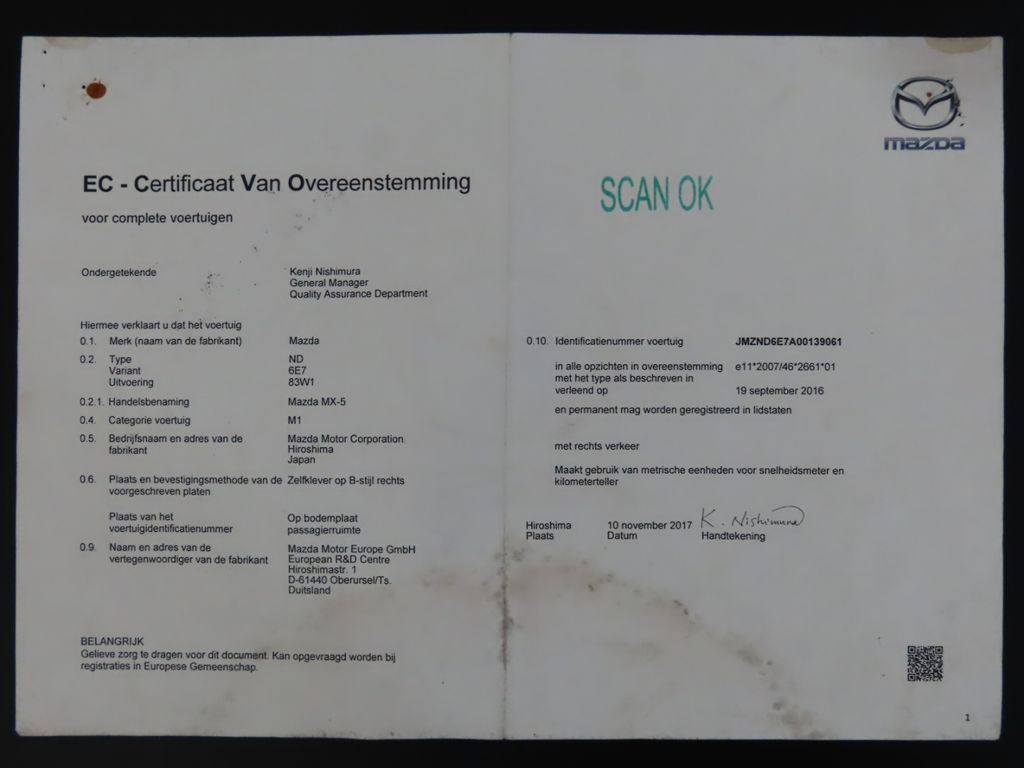 mazda
EC - Certificaat Van Overeenstemming
voor complete voertuigen
SCAN OK
Ondergetekende Kenji Nishimura
General Manager
Quality Assurance Department
Hiermee verklaart u dat het voertuig
0.1. Merk (naam van de fabrikant) Mazda
0.2. Type ND
Variant 6E7
Uitvoering 83W1
0.2.1. Handelsbenaming Mazda MX-5
0.4. Categorie voertuig M1
0.5. Bedrijfsnaam en adres van de Mazda Motor Corporation
fabrikant Hiroshima
Japan
0.6. Plaats en bevestigingsmethode van de Zelfklever op B-stijl rechts
voorgeschreven platen
Plaats van het Op bodemplaat
voertuigidentificatienummer passagierruimte
0.9. Naam en adres van de Mazda Motor Europe GmbH
vertegenwoordiger van de fabrikant European R&D Centre
Hiroshimastr. 1
D-61440 Oberursel/Ts.
Duitsland
BELANGRIJK
Gelieve zorg te dragen voor dit document. Kan opgevraagd worden bij
registraties in Europese Gemeenschap.
0.10. Identificatienummer voertuig JMZND6E7A00139061
in alle opzichten in overeenstemming e11*2007/46*2661*01
met het type als beschreven in
verleend op 19 september 2016
en permanent mag worden geregistreerd in lidstaten
met rechts verkeer
Maakt gebruik van metrische eenheden voor snelheidsmeter en
kilometerteller
Hiroshima 10 november 2017 K. Nishimura
Plaats Datum Handtekening
1